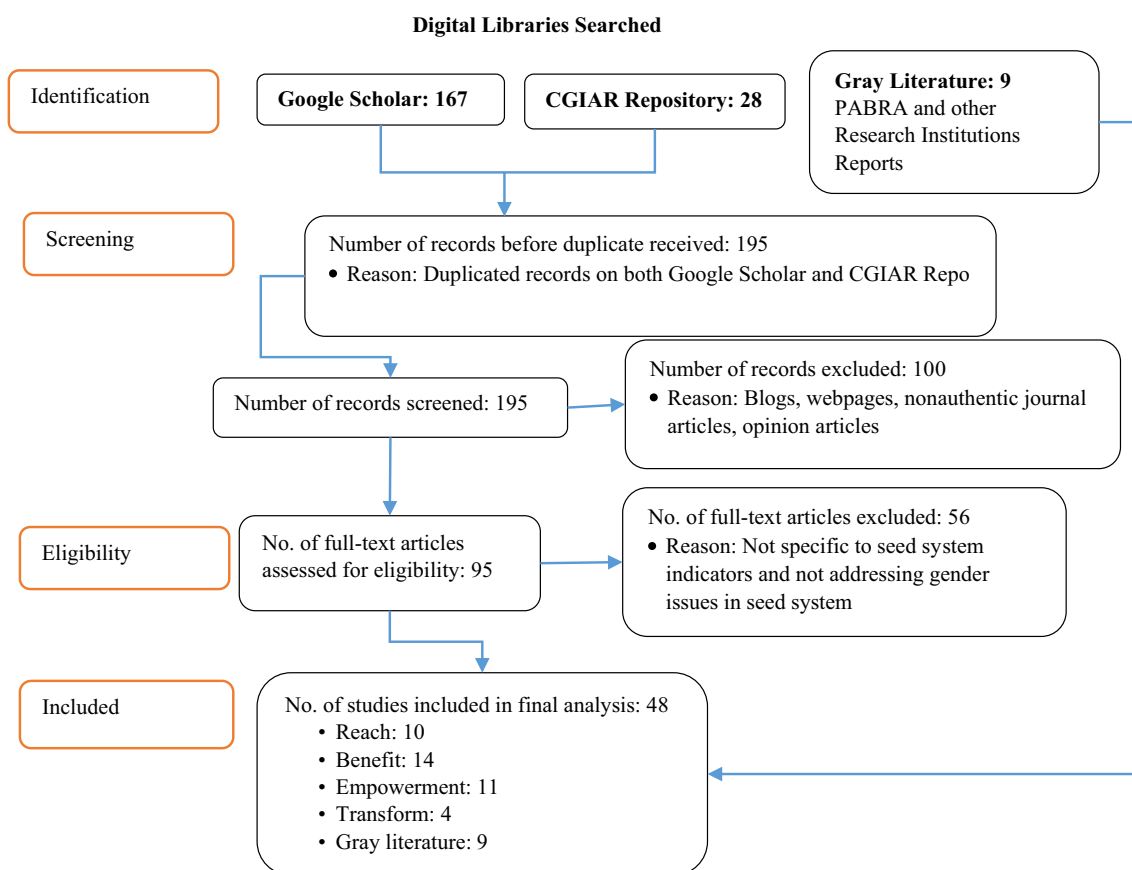 Digital Libraries Searched
Identification
Google Scholar: 167
CGIAR Repository: 28
Gray Literature: 9
PABRA and other
Research Institutions
Reports
Screening
Number of records before duplicate received: 195
• Reason: Duplicated records on both Google Scholar and CGIAR Repo
Number of records screened: 195
Number of records excluded: 100
• Reason: Blogs, webpages, nonauthentic journal
articles, opinion articles
Eligibility
No. of full-text articles
assessed for eligibility: 95
No. of full-text articles excluded: 56
• Reason: Not specific to seed system
indicators and not addressing gender
issues in seed system
Included
No. of studies included in final analysis: 48
• Reach: 10
• Benefit: 14
• Empowerment: 11
• Transform: 4
• Gray literature: 9